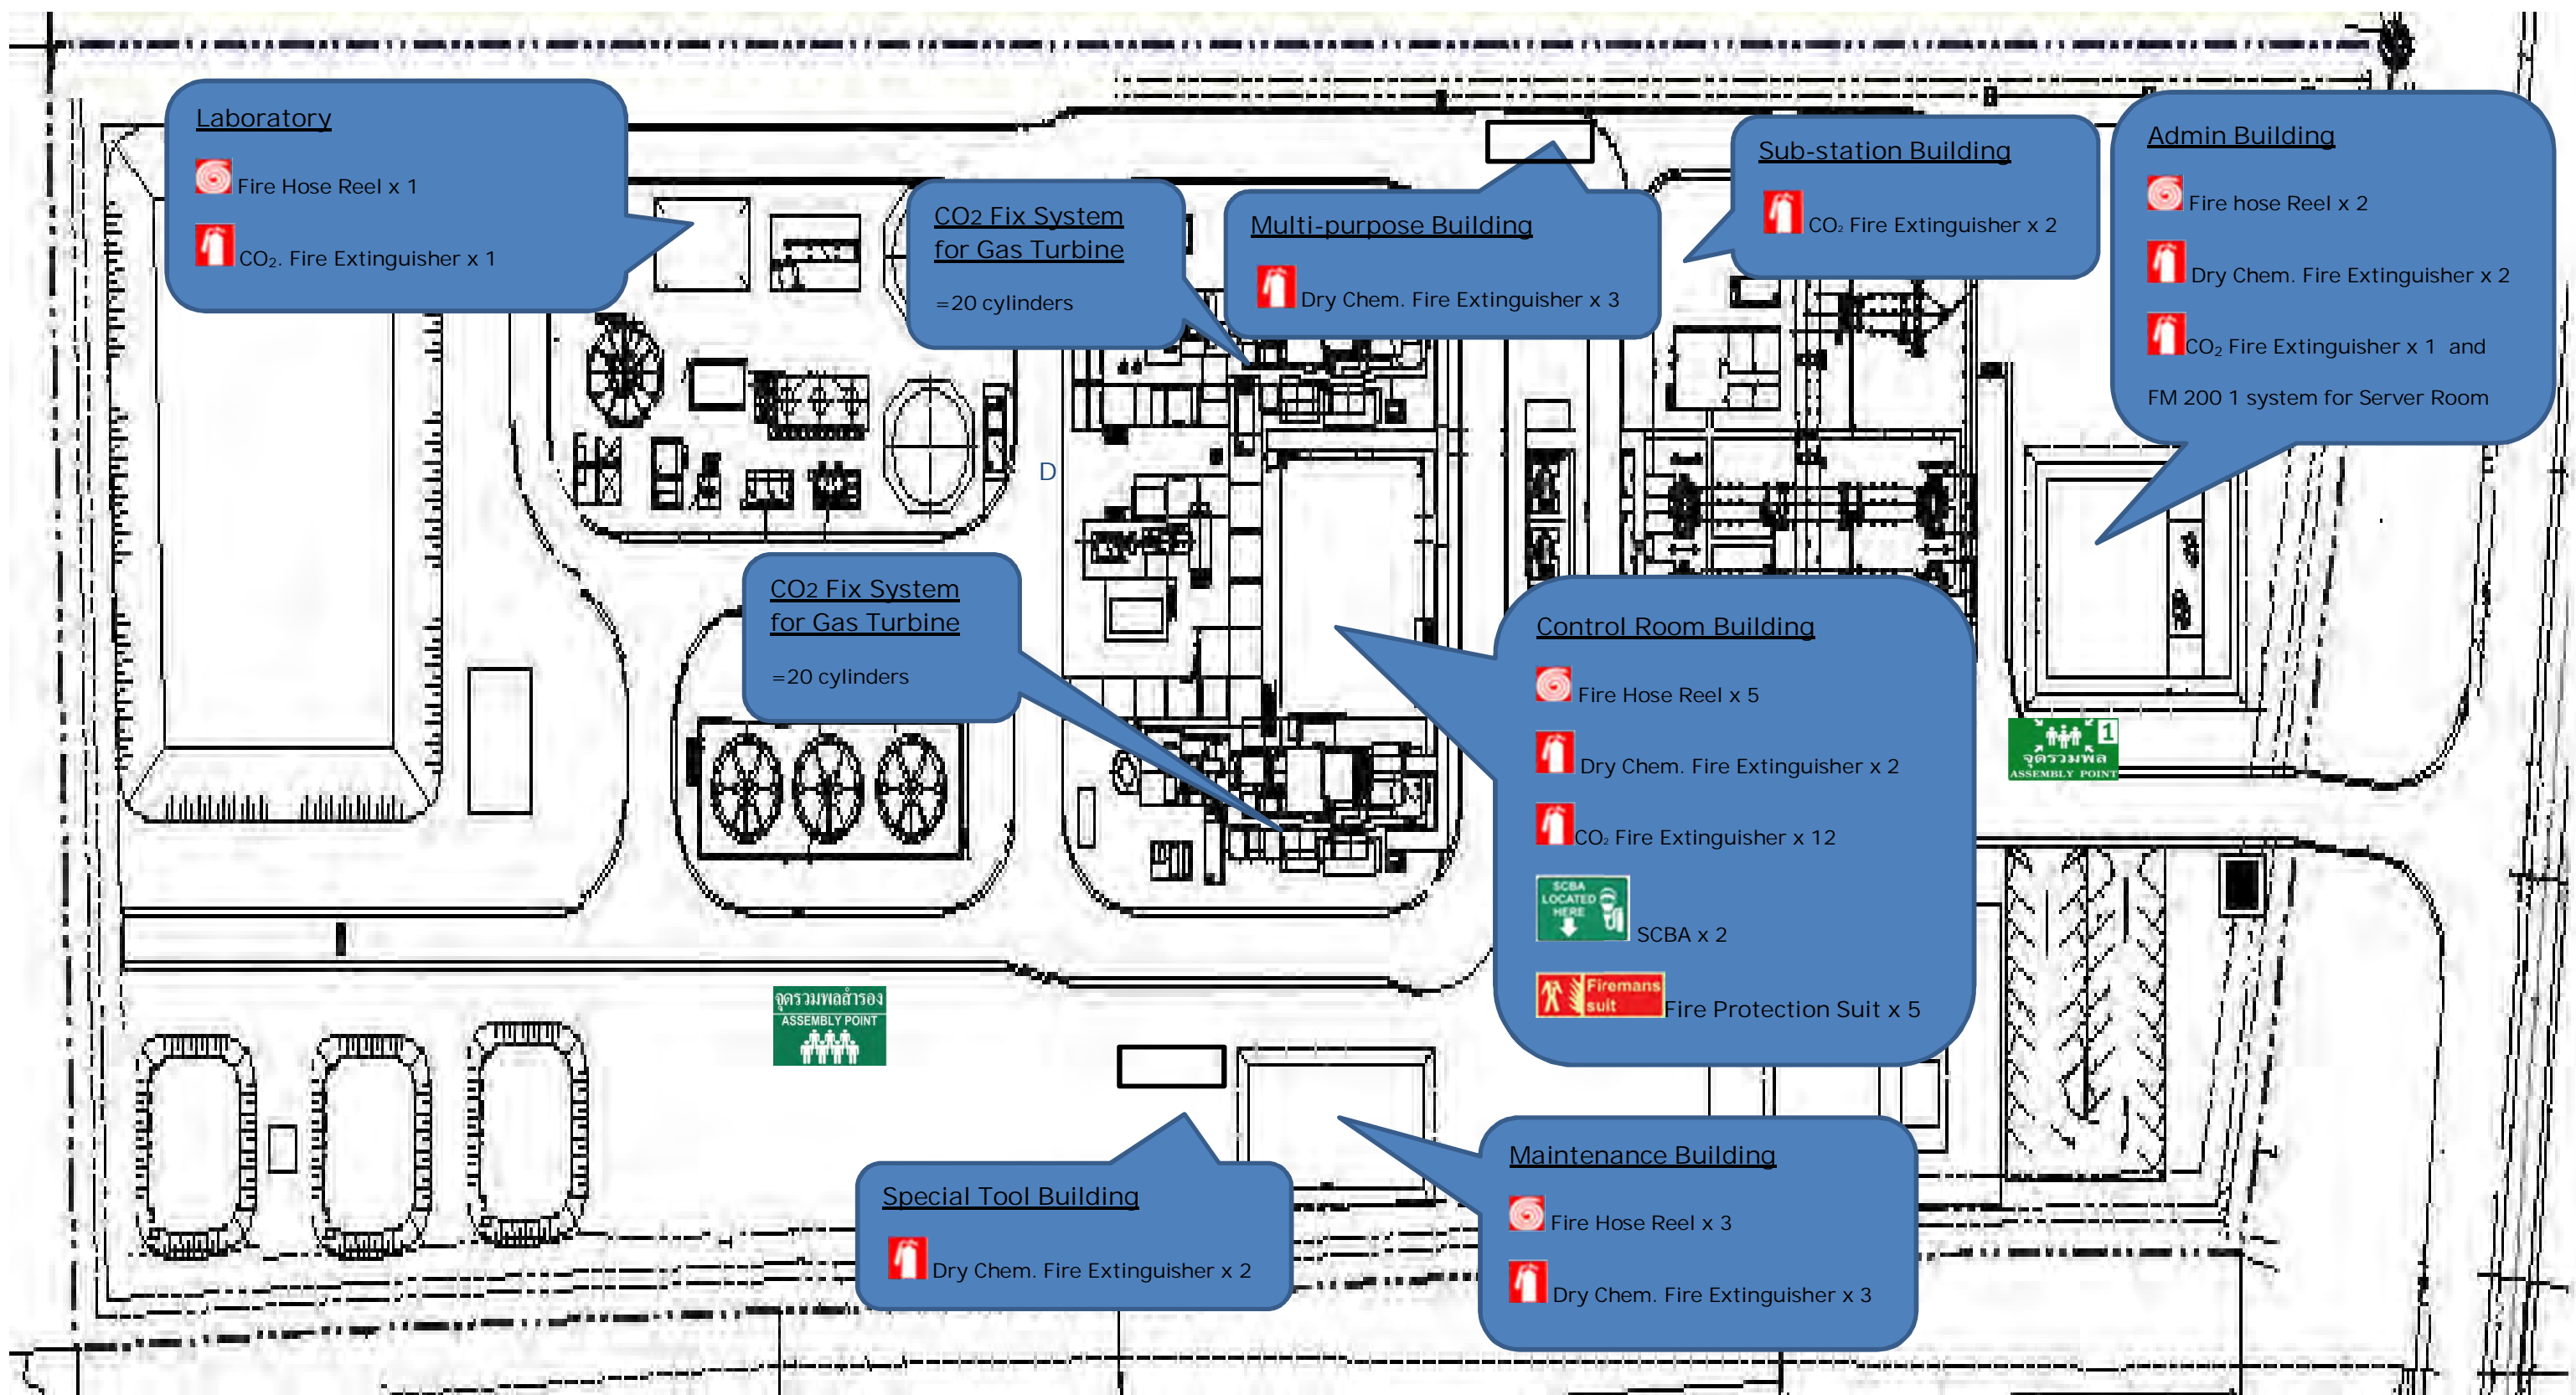 Laboratory
Fire Hose Reel x 1
CO₂. Fire Extinguisher x 1
CO2 Fix System
for Gas Turbine
=20 cylinders
Multi-purpose Building
Dry Chem. Fire Extinguisher x 3
Sub-station Building
CO₂ Fire Extinguisher x 2
Admin Building
Fire hose Reel x 2
Dry Chem. Fire Extinguisher x 2
CO₂ Fire Extinguisher x 1 and
FM 200 1 system for Server Room
D
CO2 Fix System
for Gas Turbine
=20 cylinders
Control Room Building
Fire Hose Reel x 5
Dry Chem. Fire Extinguisher x 2
CO₂ Fire Extinguisher x 12
SCBA
LOCATED
HERE
SCBA x 2
Firemans
suit
Fire Protection Suit x 5
1
จุดรวมพล
ASSEMBLY POINT
จุดรวมพลสำรอง
ASSEMBLY POINT
Special Tool Building
Dry Chem. Fire Extinguisher x 2
Maintenance Building
Fire Hose Reel x 3
Dry Chem. Fire Extinguisher x 3